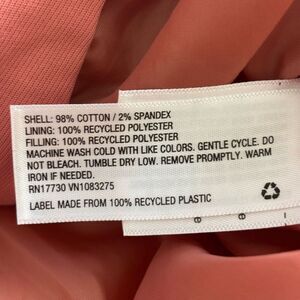 SHELL: 98% COTTON / 2% SPANDEX
LINING: 100% RECYCLED POLYESTER
FILLING: 100% RECYCLED POLYESTER
MACHINE WASH COLD WITH LIKE COLORS. GENTLE CYCLE. DO
NOT BLEACH. TUMBLE DRY LOW. REMOVE PROMPTLY. WARM
IRON IF NEEDED.
RN17730 VN1083275
LABEL MADE FROM 100% RECYCLED PLASTIC